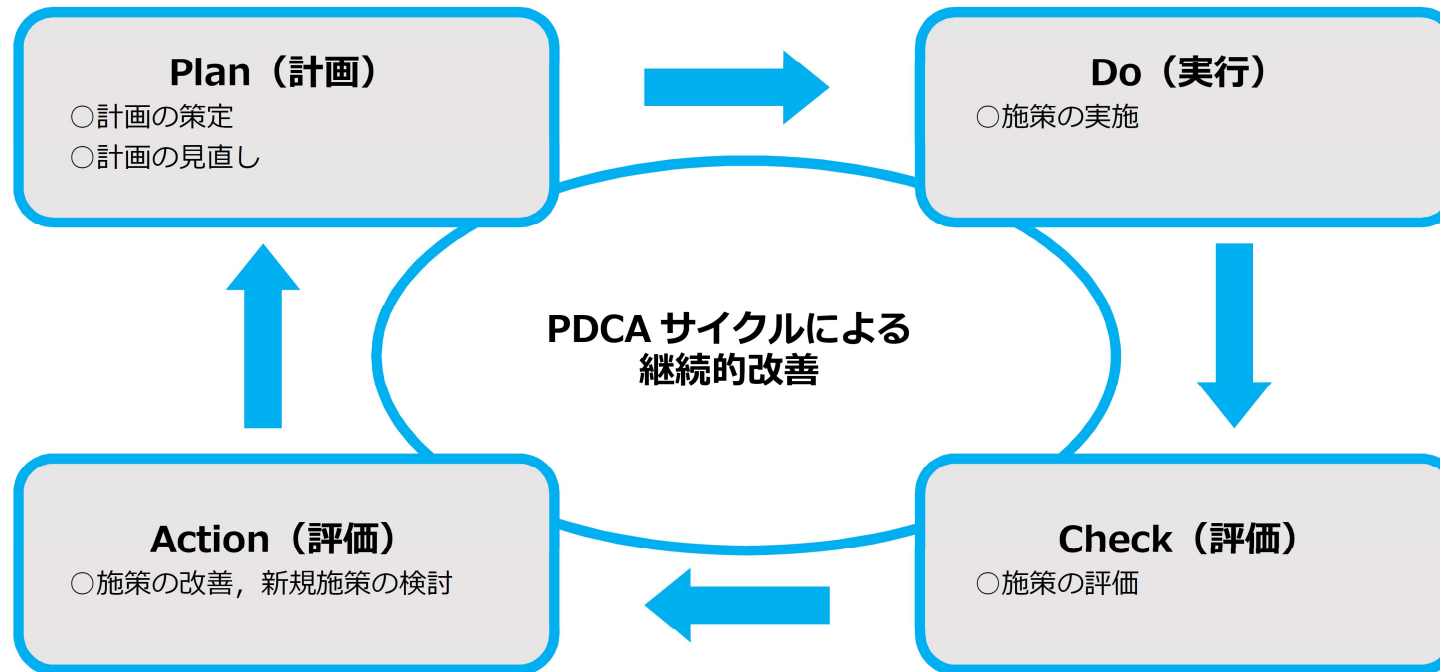 Plan（計画）
○計画の策定
○計画の見直し
Do（実行）
○施策の実施
PDCA サイクルによる
継続的改善
Action（評価）
○施策の改善，新規施策の検討
Check（評価）
○施策の評価